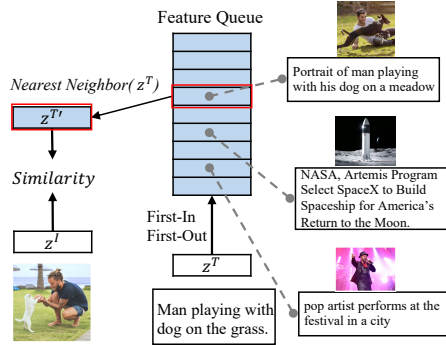 Feature Queue
Nearest Neighbor(z^T)
z^T′
Similarity
z^I
First-In
First-Out
z^T
Man playing with
dog on the grass.
Portrait of man playing
with his dog on a meadow
NASA, Artemis Program
Select SpaceX to Build
Spaceship for America's
Return to the Moon.
pop artist performs at the
festival in a city